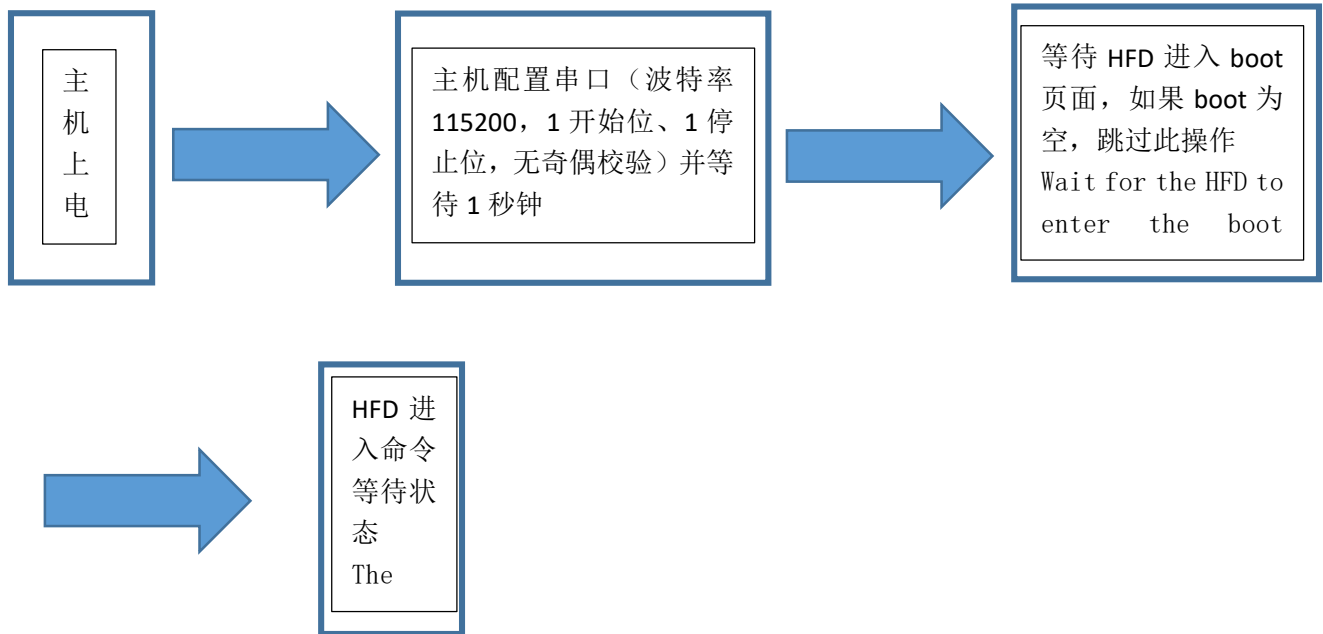 主
机
上
电
主机配置串口（波特率
115200，1 开始位、1 停
止位，无奇偶校验）并等
待 1 秒钟
等待 HFD 进入 boot
页面，如果 boot 为
空，跳过此操作
Wait for the HFD to
enter the boot
HFD 进
入命令
等待状
态
The